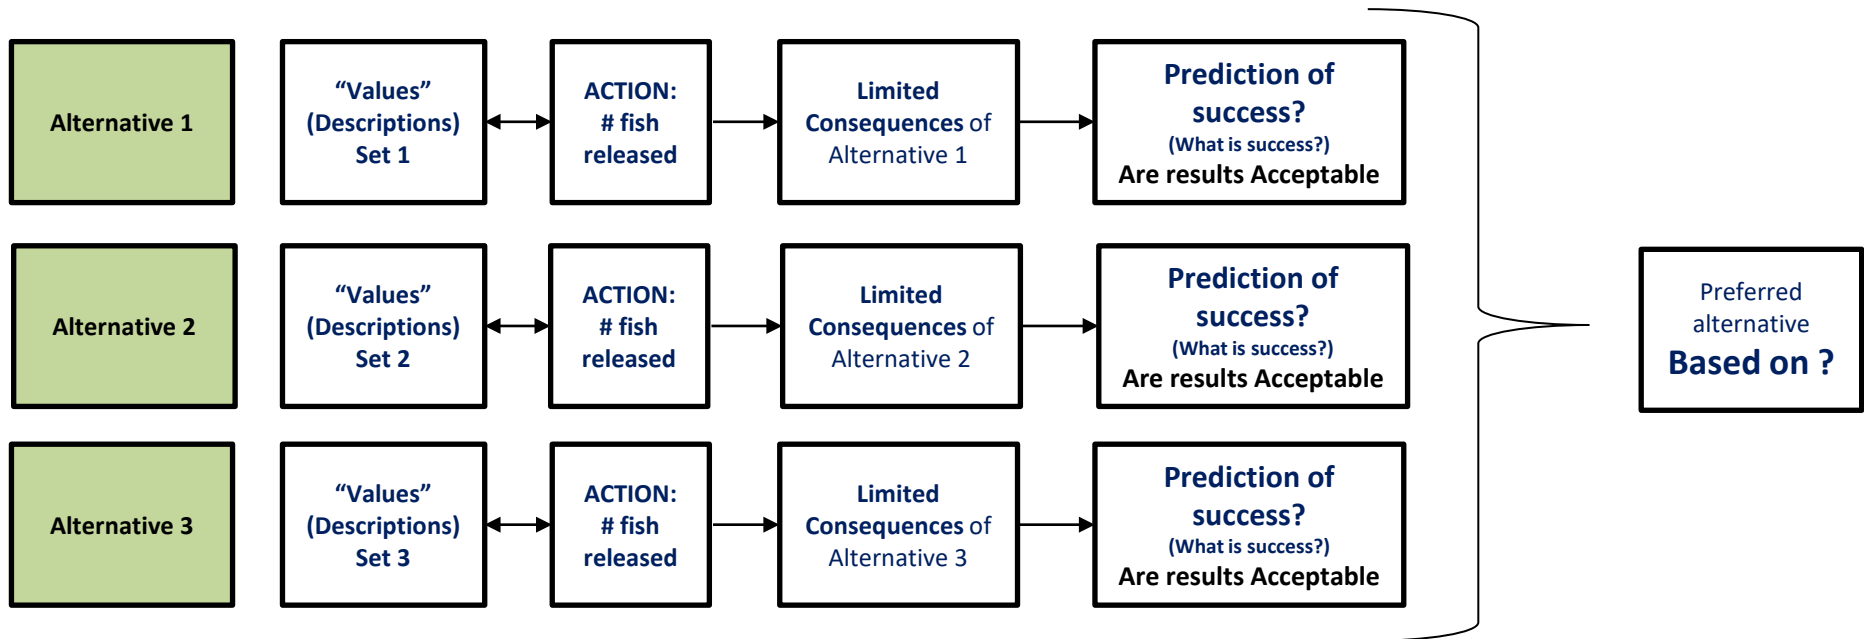 Alternative 1
“Values”
(Descriptions)
Set 1
ACTION:
# fish
released
Limited
Consequences of
Alternative 1
Prediction of
success?
(What is success?)
Are results Acceptable
Alternative 2
“Values”
(Descriptions)
Set 2
ACTION:
# fish
released
Limited
Consequences of
Alternative 2
Prediction of
success?
(What is success?)
Are results Acceptable
Alternative 3
“Values”
(Descriptions)
Set 3
ACTION:
# fish
released
Limited
Consequences of
Alternative 3
Prediction of
success?
(What is success?)
Are results Acceptable
Preferred
alternative
Based on ?